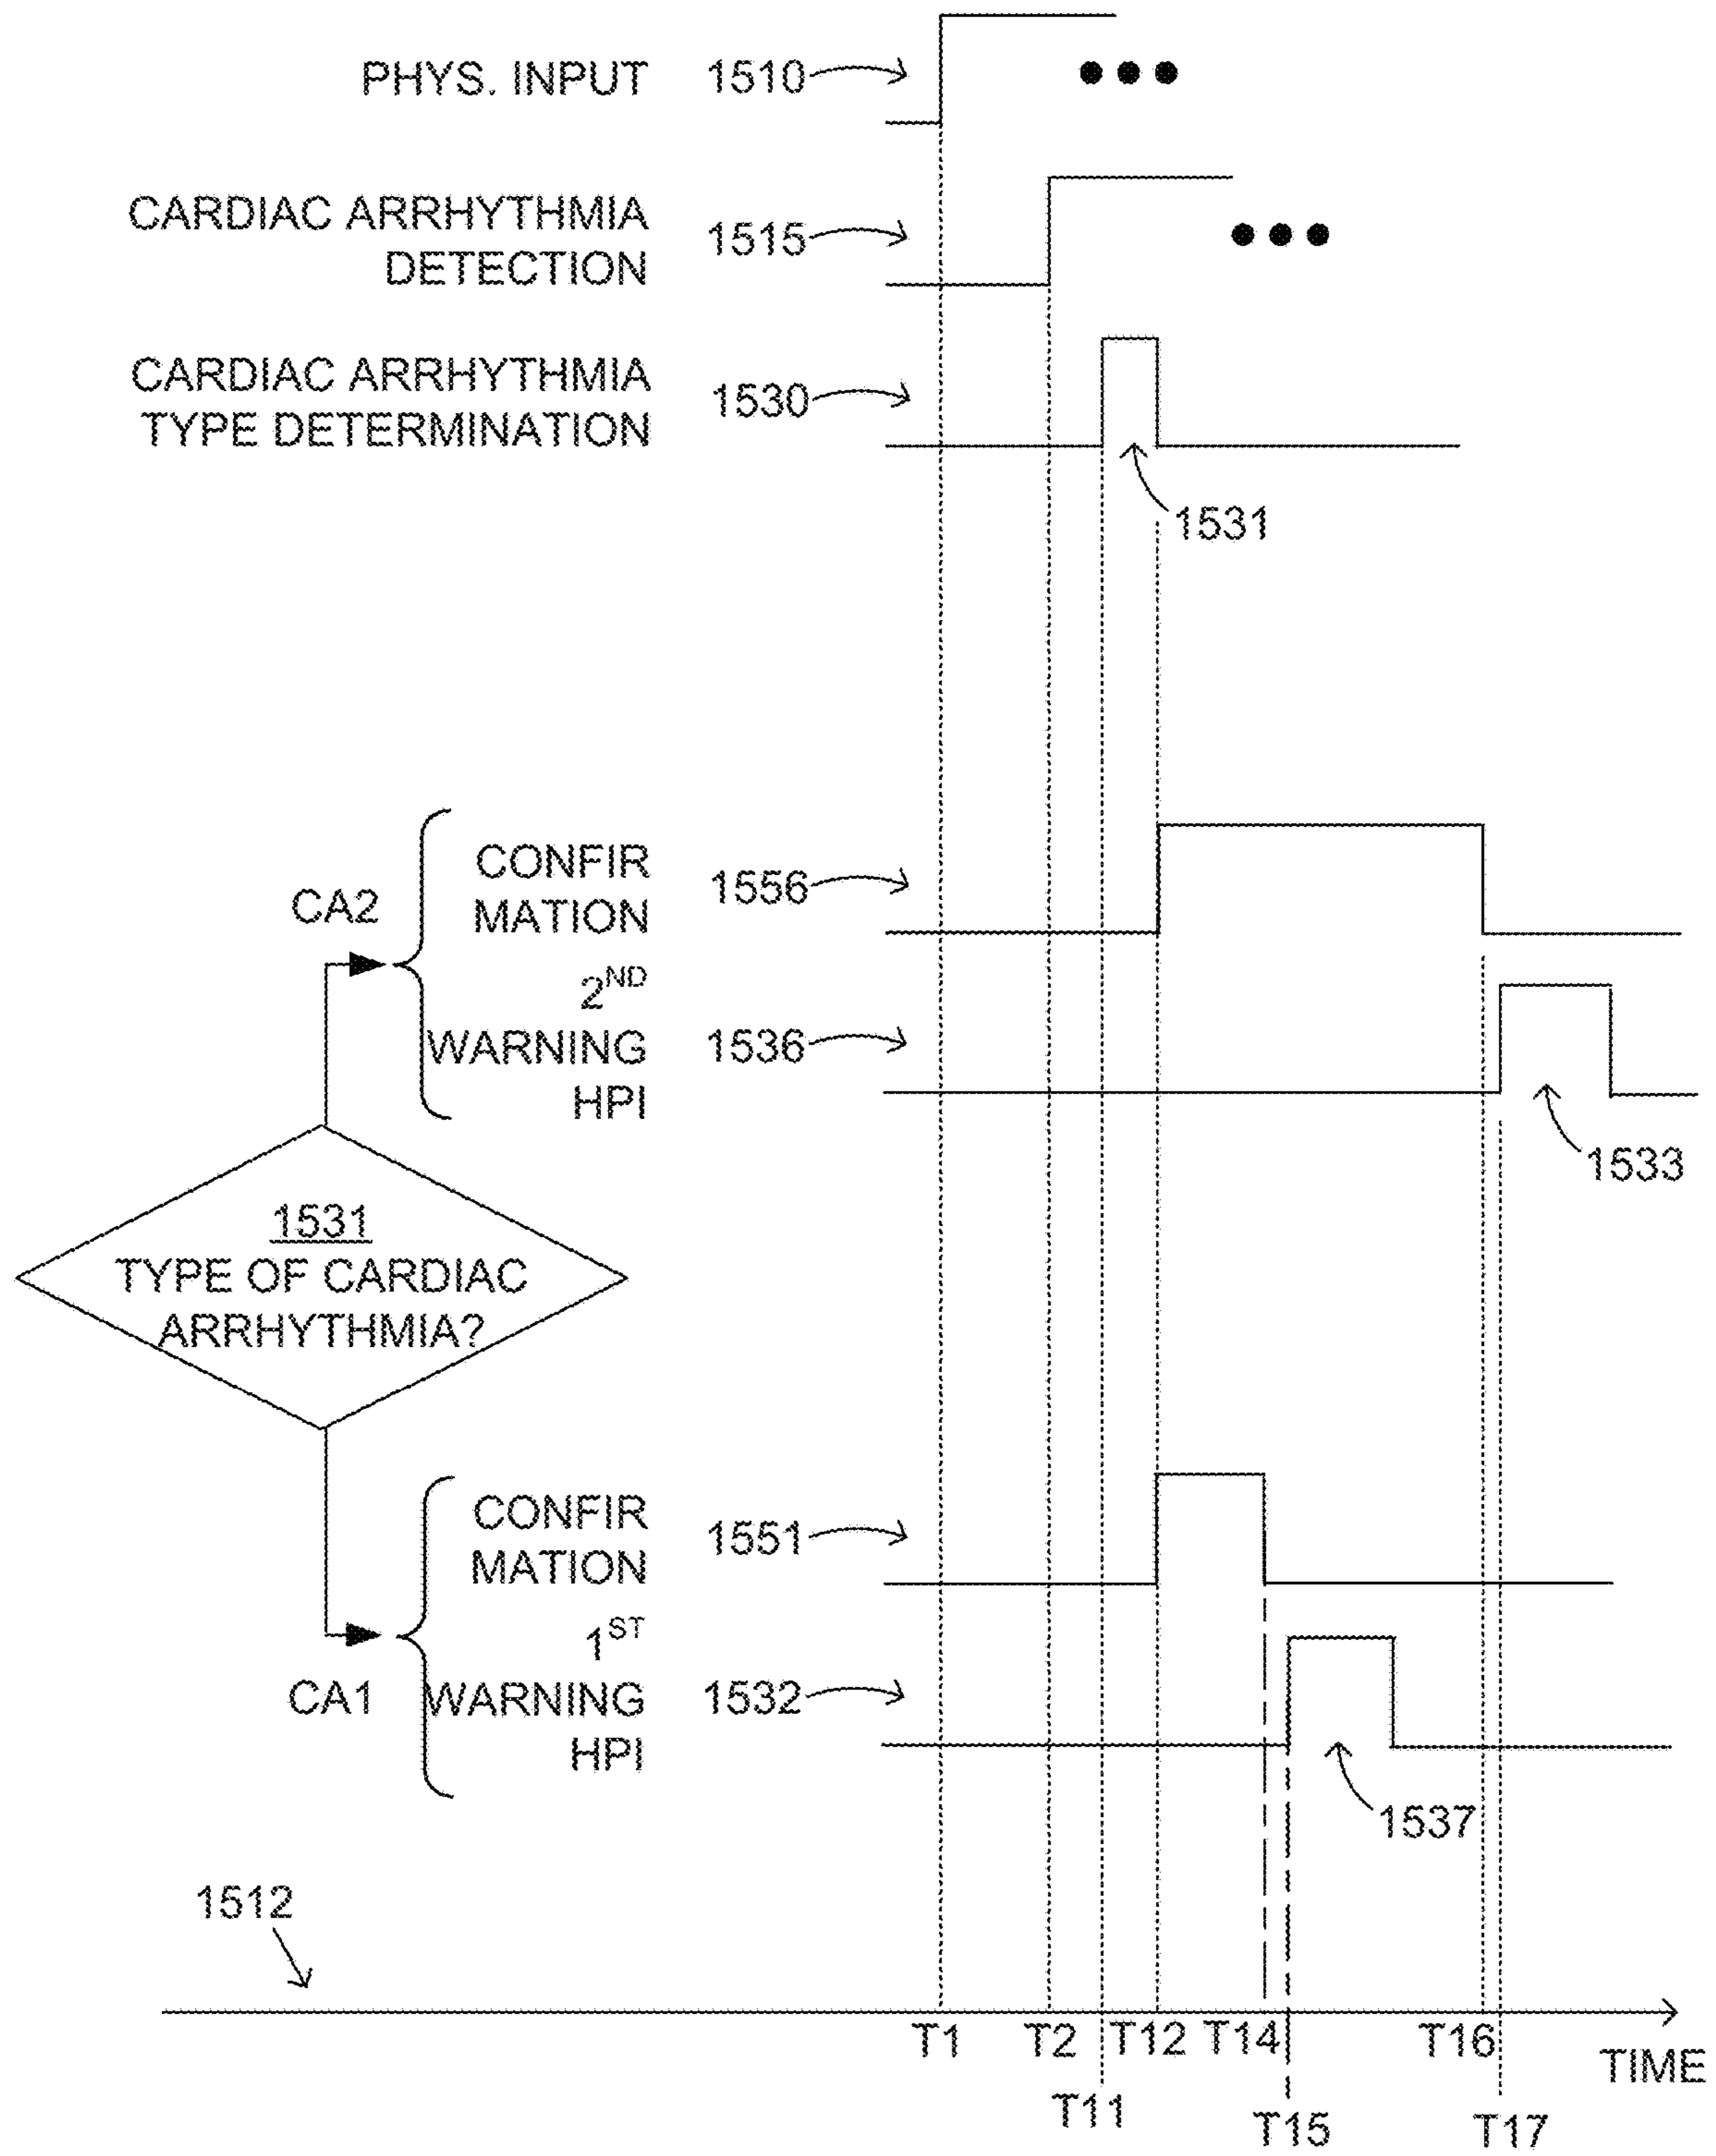 PHYS. INPUT 1510
CARDIAC ARRHYTHMIA
DETECTION
1515
CARDIAC ARRHYTHMIA
TYPE DETERMINATION
1530
1531
CA2
CONFIR
MATION
1556
2ND
WARNING
HPI
1536
1533
1531
TYPE OF CARDIAC
ARRHYTHMIA?
CONFIR
MATION
1551
1ST
WARNING
HPI
CA1
1532
1537
1512
T1 T2 T12 T14 T16
TIME
T11 T15 T17